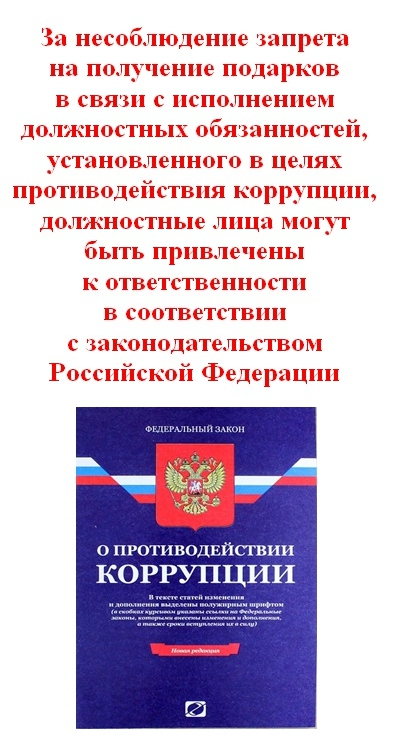 За несоблюдение запрета
на получение подарков
в связи с исполнением
должностных обязанностей,
установленного в целях
противодействия коррупции,
должностные лица могут
быть привлечены
к ответственности
в соответствии
с законодательством
Российской Федерации
ФЕДЕРАЛЬНЫЙ ЗАКОН
О ПРОТИВОДЕЙСТВИИ
КОРРУПЦИИ
В тексте статей изменения
и дополнения выделены полужирным шрифтом
(в скобках курсивом указаны ссылки на Федеральные
законы, которыми внесены изменения и дополнения,
а также сроки вступления их в силу)
Новая редакция